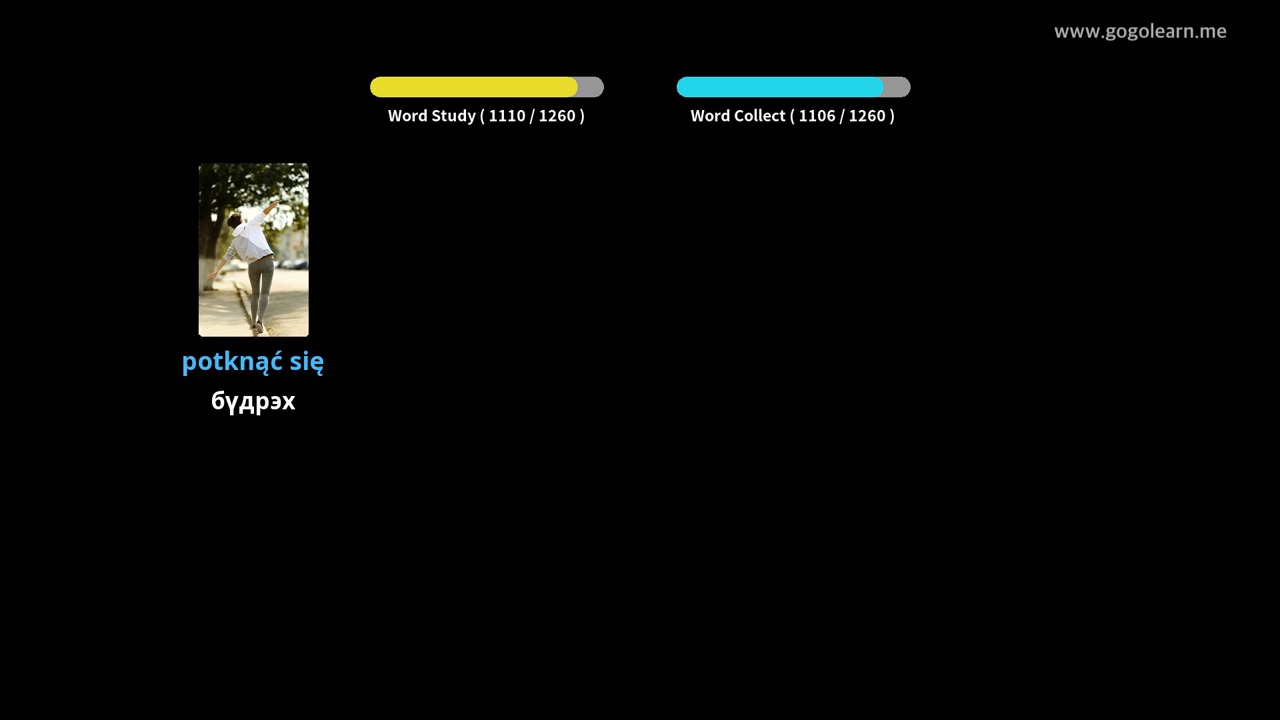 www.gogolearn.me
Word Study ( 1110 / 1260 )
Word Collect ( 1106 / 1260 )
potknąć się
бүдрэх